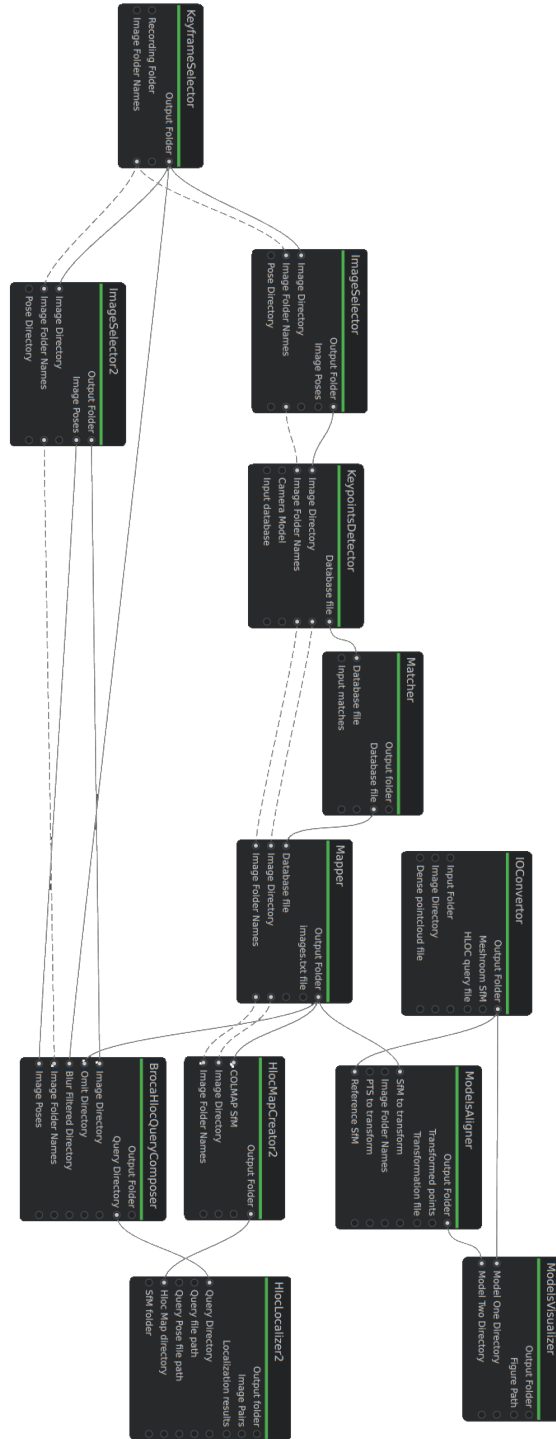 KeyframeSelector
Output Folder
Recording Folder
Image Folder Names
ImageSelector2
Output Folder
Image Poses
Image Directory
Image Folder Names
Pose Directory
ImageSelector
Output Folder
Image Poses
Image Directory
Image Folder Names
Pose Directory
KeypointsDetector
Database file
Image Directory
Image Folder Names
Camera Model
Input database
Matcher
Output folder
Database file
Database file
Input matches
Mapper
Output Folder
images.txt file
Database file
Image Directory
Image Folder Names
IOConvertor
Output Folder
Meshroom SfM
HLOC query file
Input Folder
Image Directory
Dense pointcloud file
BrocaHlocQueryComposer
Output Folder
Query Directory
Image Directory
Omit Directory
Blur Filtered Directory
Image Folder Names
Image Poses
HlocMapCreator2
Output Folder
COLMAP SfM
Image Directory
Image Folder Names
ModelsAligner
Output Folder
Transformed points
Transformation file
SfM to transform
Image Folder Names
PTS to transform
Reference SfM
HlocLocalizer2
Output folder
Image Pairs
Localization results
Query Directory
Query file path
Query Pose file path
Hloc Map directory
SfM folder
ModelsVisualizer
Output Folder
Figure Path
Model One Directory
Model Two Directory